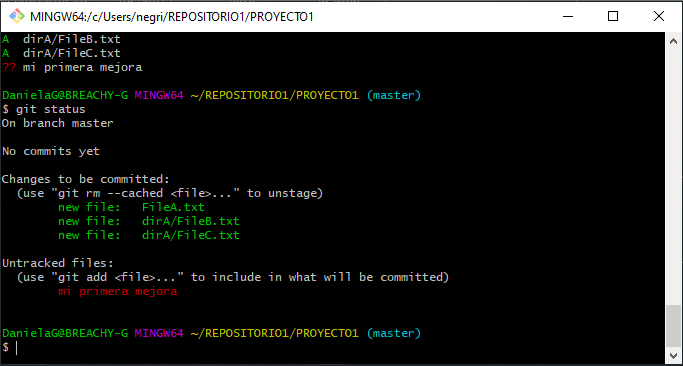 MINGW64:/c/Users/negri/REPOSITORIO1/PROYECTO1
A  dirA/FileB.txt
A  dirA/FileC.txt
?? mi primera mejora
DanielaG@BREACHY-G MINGW64 ~/REPOSITORIO1/PROYECTO1 (master)
$ git status
On branch master
No commits yet
Changes to be committed:
  (use "git rm --cached <file>..." to unstage)
        new file:   FileA.txt
        new file:   dirA/FileB.txt
        new file:   dirA/FileC.txt
Untracked files:
  (use "git add <file>..." to include in what will be committed)
        mi primera mejora
DanielaG@BREACHY-G MINGW64 ~/REPOSITORIO1/PROYECTO1 (master)
$